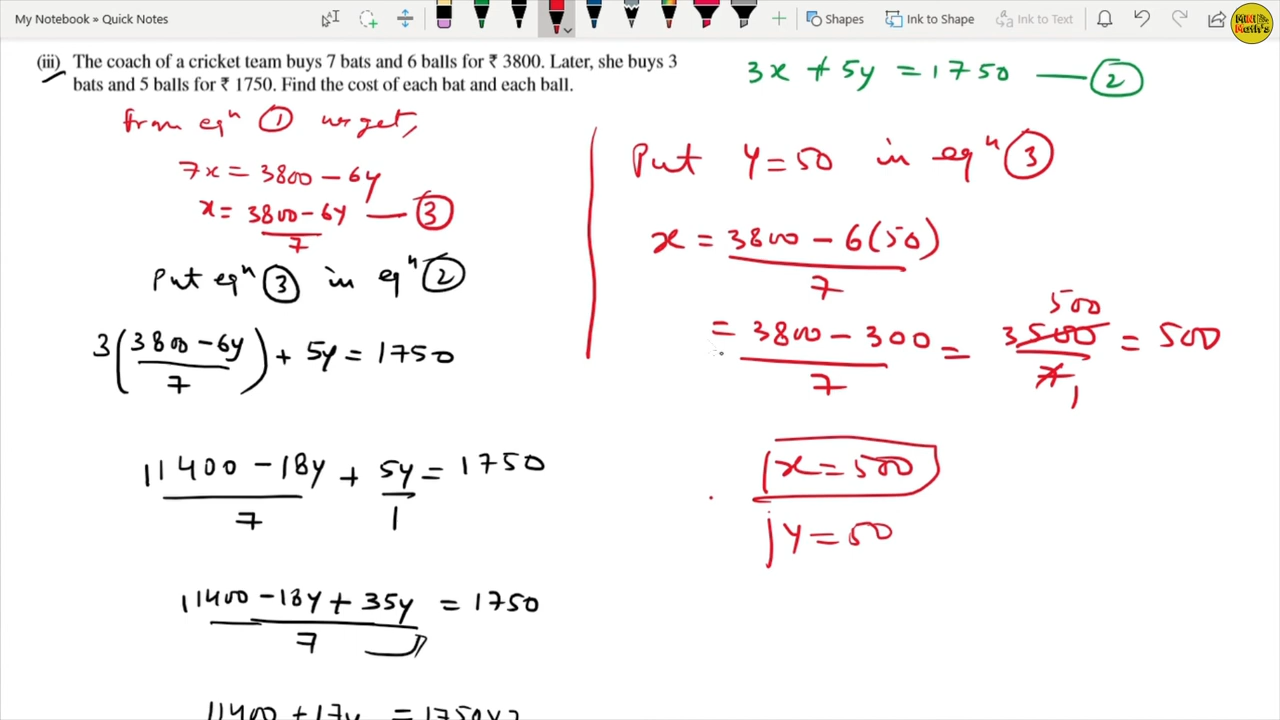 My Notebook » Quick Notes
Shapes
Ink to Shape
Ink to Text
(iii) The coach of a cricket team buys 7 bats and 6 balls for ₹ 3800. Later, she buys 3
bats and 5 balls for ₹ 1750. Find the cost of each bat and each ball.
3x + 5y = 1750 — ②
From eqⁿ ① we get,
7x = 3800 - 6y
x = 3800 - 6y — ③
7
Put eqⁿ ③ in eqⁿ ②
3(3800 - 6y) + 5y = 1750
7
11400 - 18y + 5y = 1750
7 1
11400 - 18y + 35y = 1750
7
11400 + 17y = 1750x7
Put y = 50 in eqⁿ ③
x = 3800 - 6(50)
7
500
= 3800 - 300 = 3500 = 500
7 7 1
x = 500
y = 50